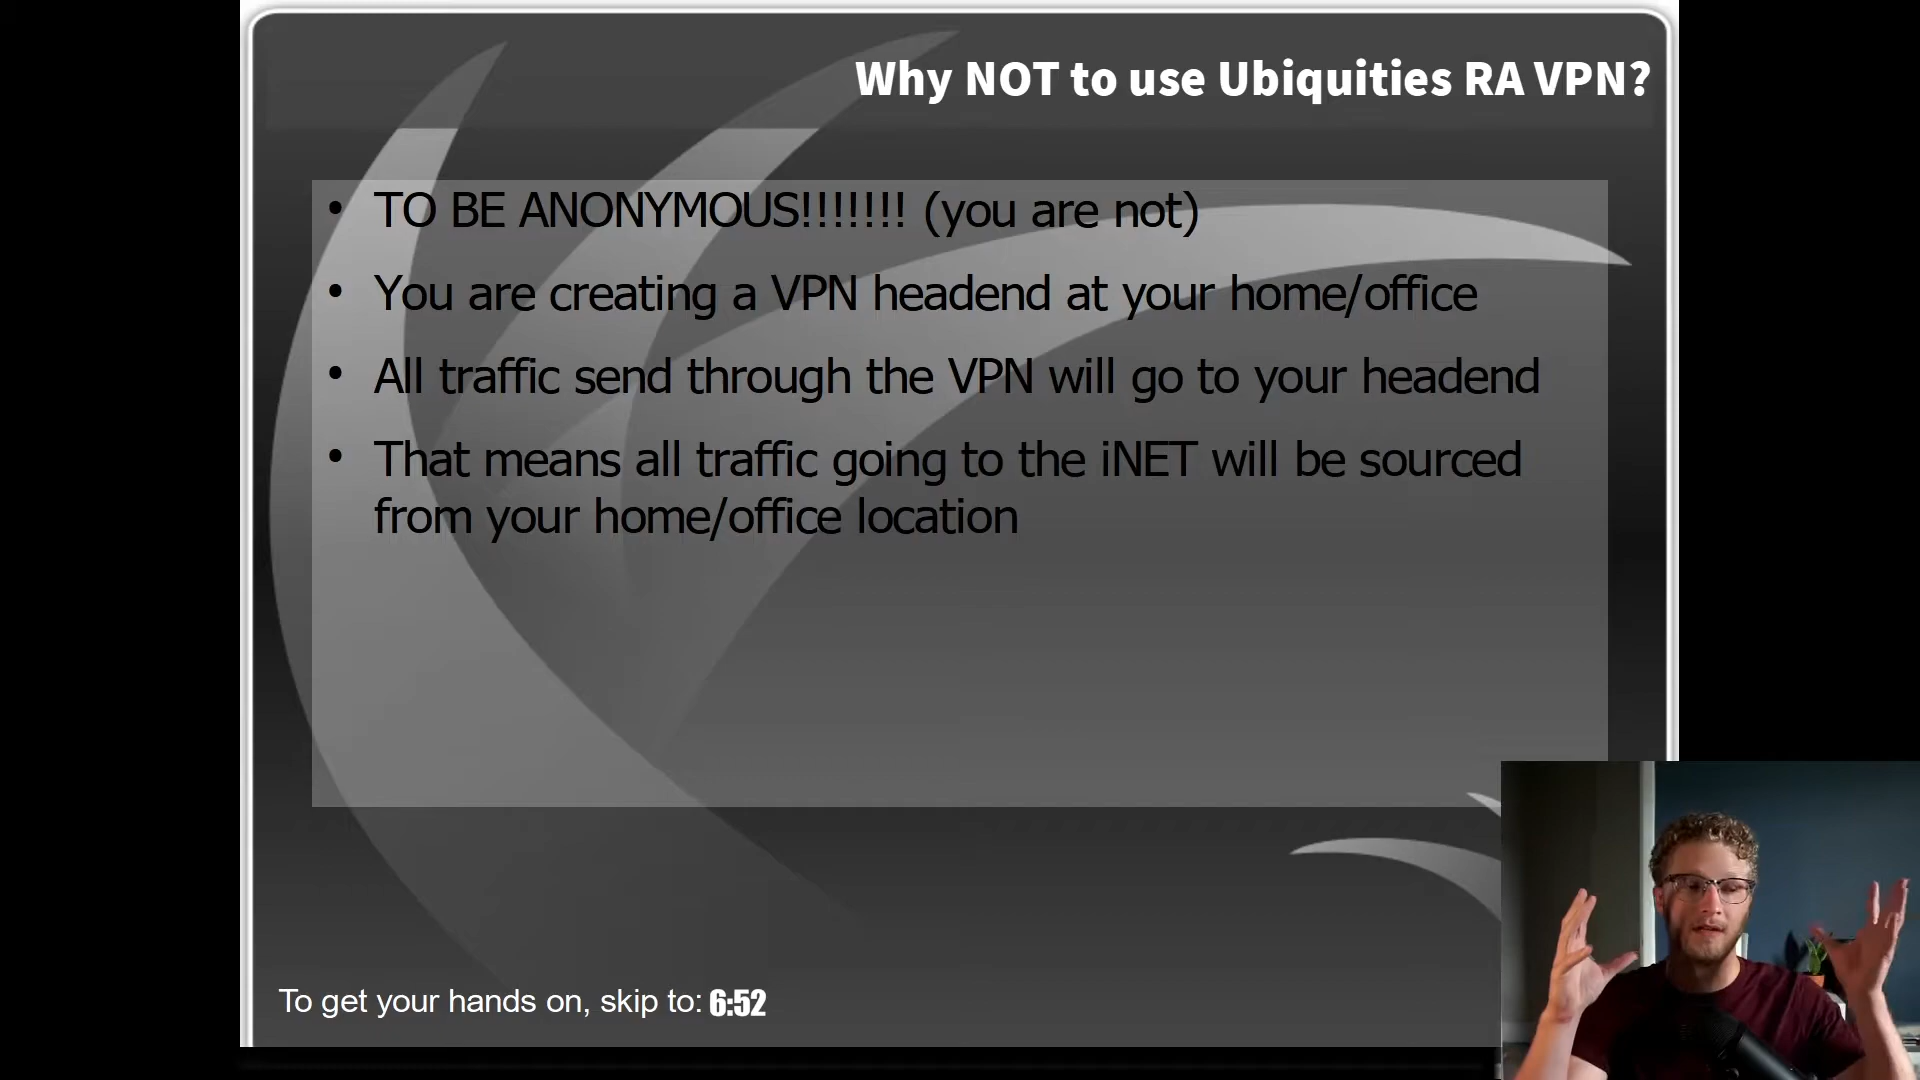 Why NOT to use Ubiquities RA VPN?
• TO BE ANONYMOUS!!!!!!! (you are not)
• You are creating a VPN headend at your home/office
• All traffic send through the VPN will go to your headend
• That means all traffic going to the iNET will be sourced
from your home/office location
To get your hands on, skip to: 6:52